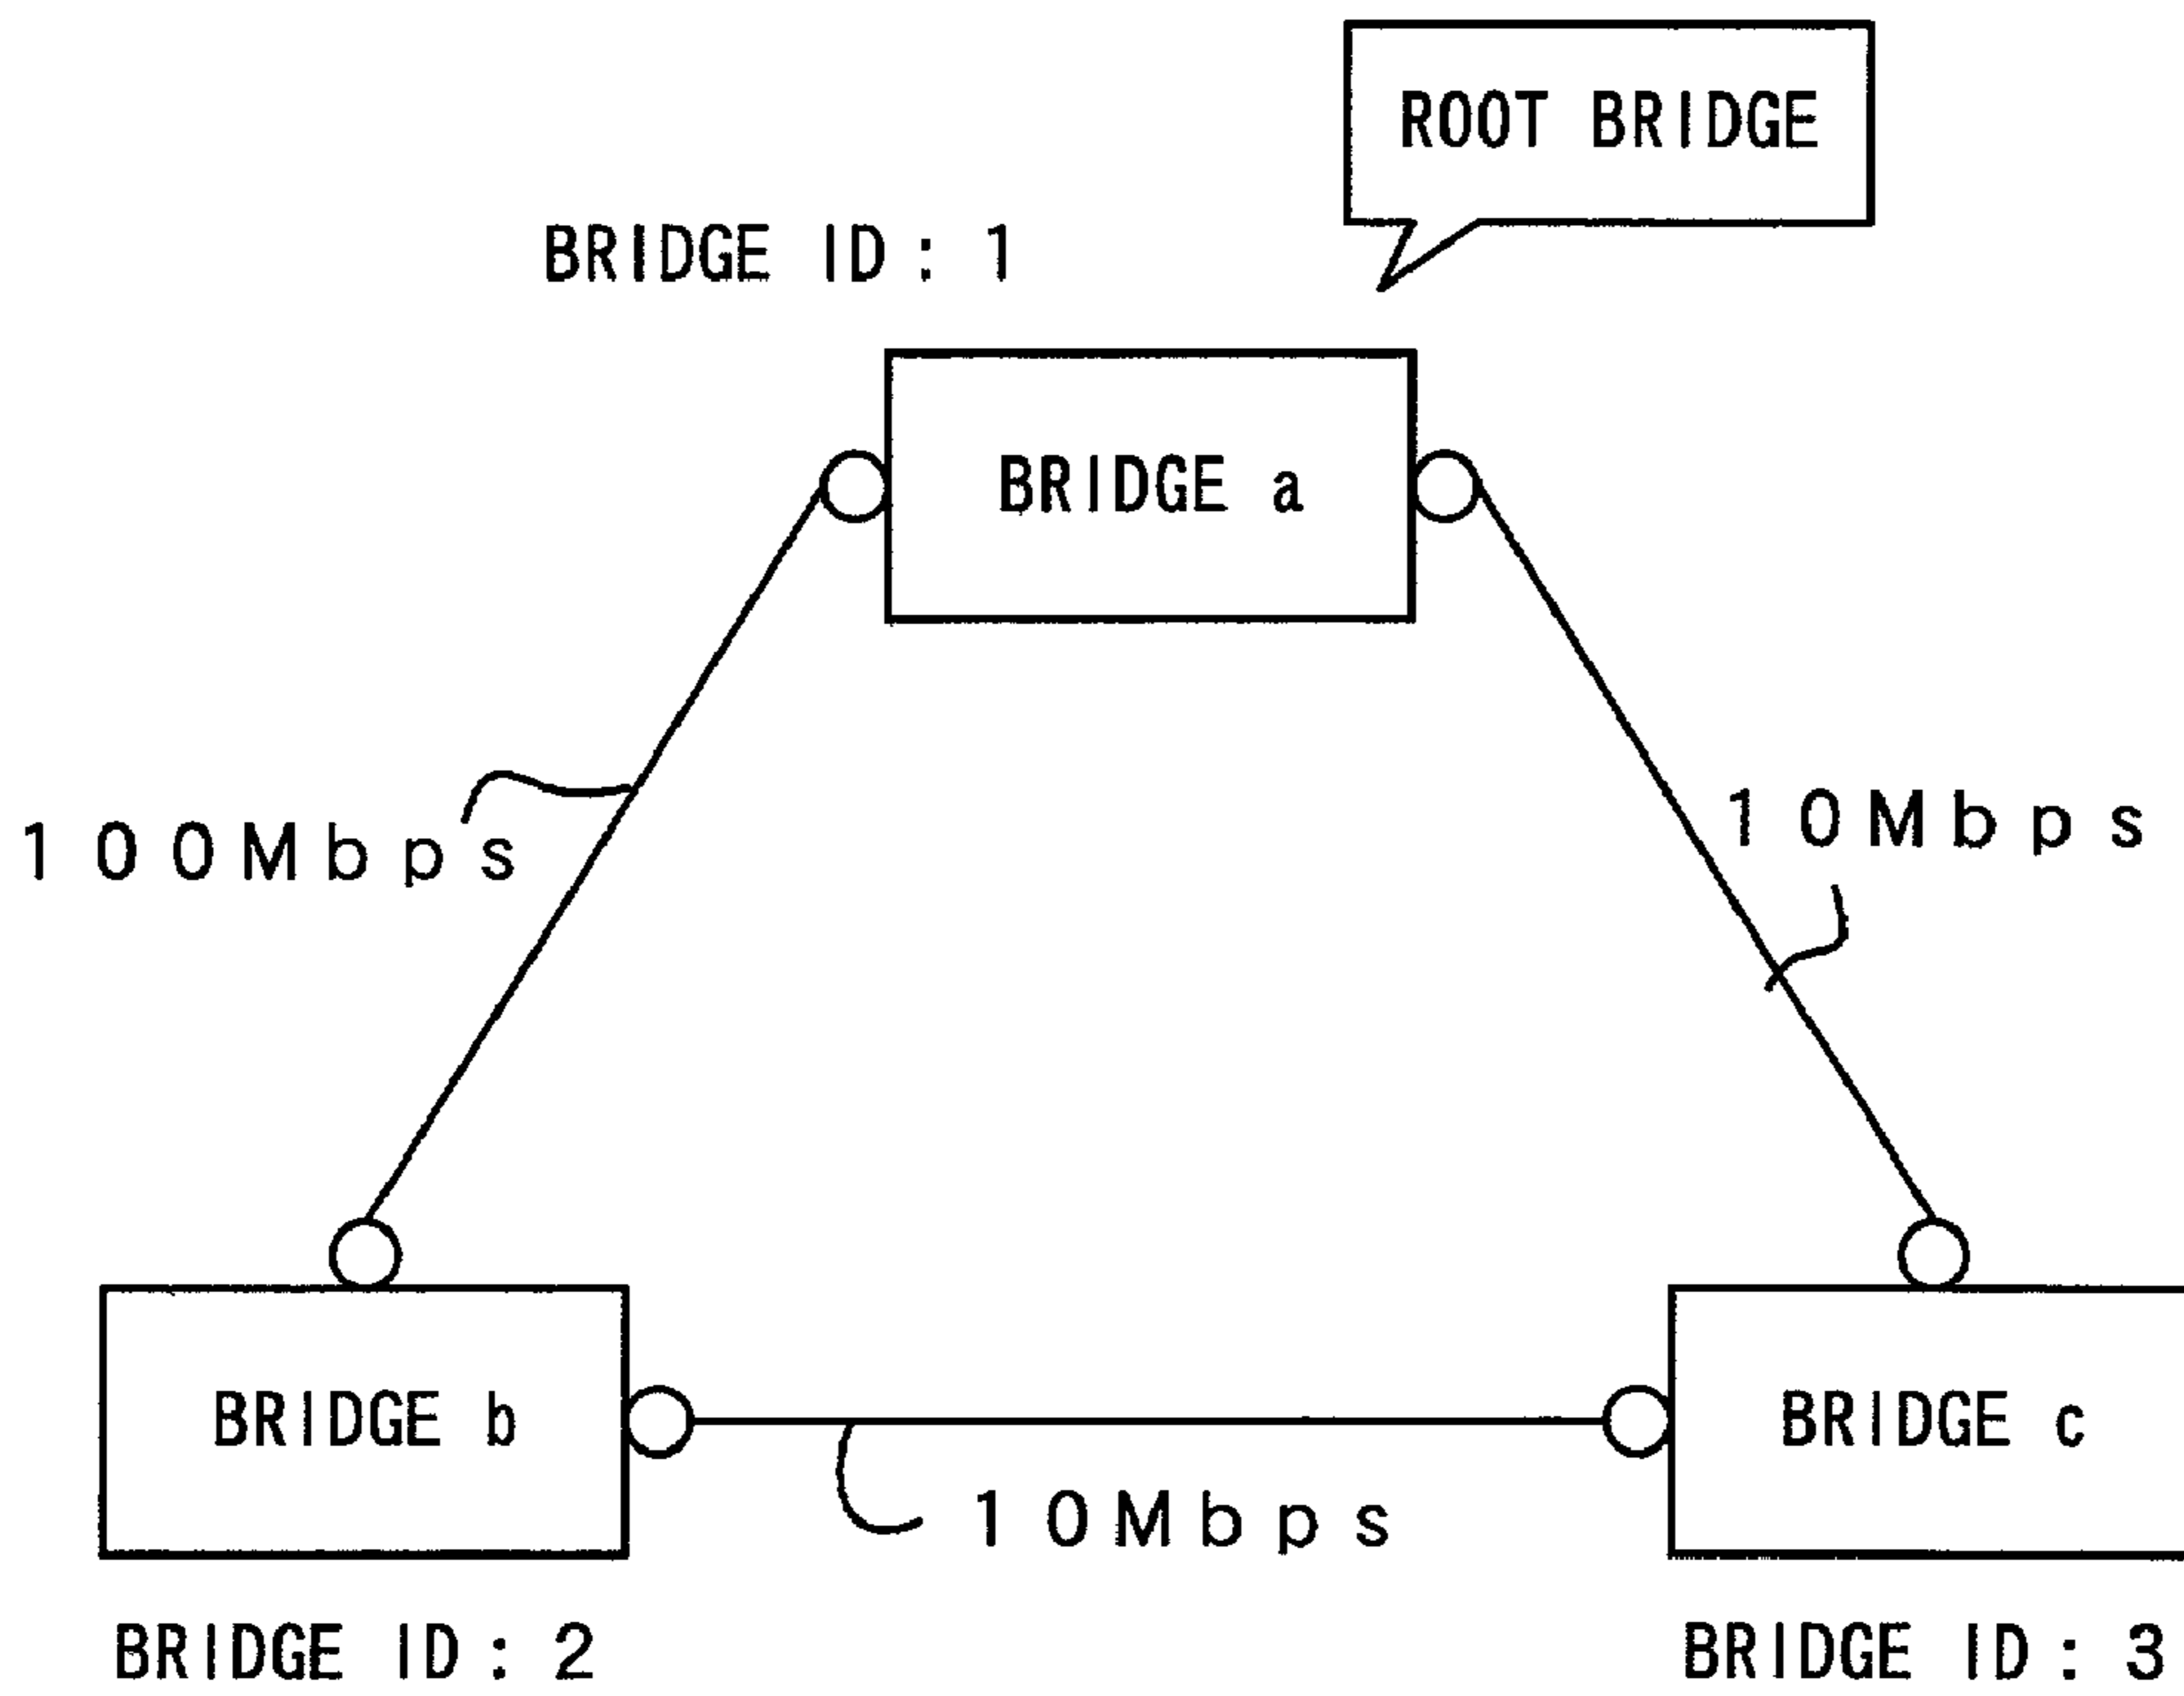 ROOT BRIDGE
BRIDGE ID: 1
BRIDGE a
100Mbps
10Mbps
BRIDGE b
BRIDGE c
10Mbps
BRIDGE ID: 2
BRIDGE ID: 3